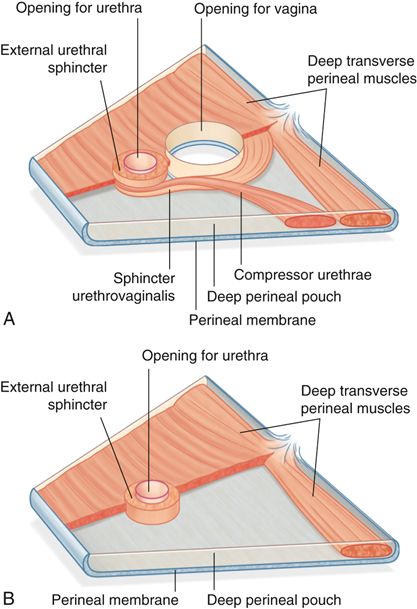 Opening for urethra
Opening for vagina
External urethral
sphincter
Deep transverse
perineal muscles
Sphincter
urethrovaginalis
Compressor urethrae
Deep perineal pouch
Perineal membrane
A
Opening for urethra
External urethral
sphincter
Deep transverse
perineal muscles
B
Perineal membrane
Deep perineal pouch